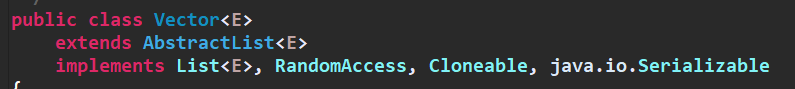 public class Vector<E>
extends AbstractList<E>
implements List<E>, RandomAccess, Cloneable, java.io.Serializable
{